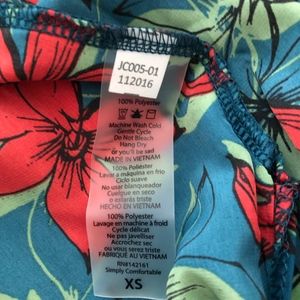 JC005-01
112016
100% Polyester
Machine Wash Cold
Gentle Cycle
Do Not Bleach
Hang Dry
or you'll be sad
MADE IN VIETNAM
100% Poliéster
Lavar a máquina en frío
Ciclo suave
No usar blanqueador
Cuelgue en seco
o estarás triste
HECHO EN VIETNAM
100% Polyester
Lavage en machine à froid
Cycle délicat
Ne pas javelliser
Accrochez sec
ou vous serez triste
FABRIQUÉ AU VIETNAM
RN#142161
Simply Comfortable
XS